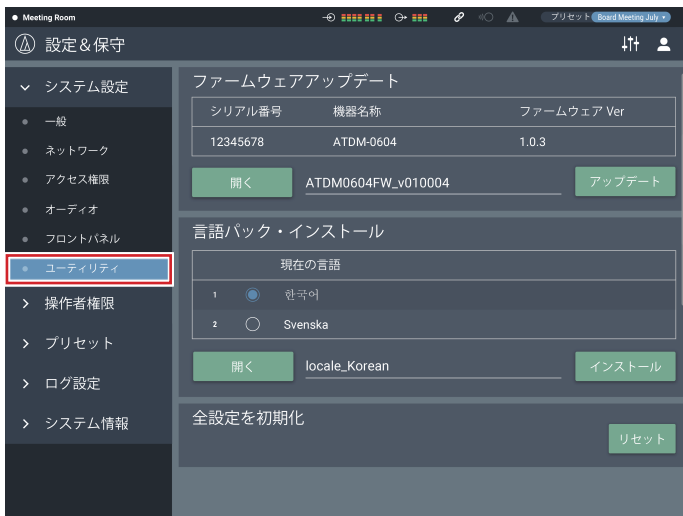 Meeting Room
プリセット Board Meeting July
設定&保守
システム設定
一般
ネットワーク
アクセス権限
オーディオ
フロントパネル
ユーティリティ
操作者権限
プリセット
ログ設定
システム情報
ファームウェアアップデート
シリアル番号 機器名称 ファームウェア Ver
12345678 ATDM-0604 1.0.3
開く ATDM0604FW_v010004 アップデート
言語パック・インストール
現在の言語
1 한국어
2 Svenska
開く locale_Korean インストール
全設定を初期化
リセット